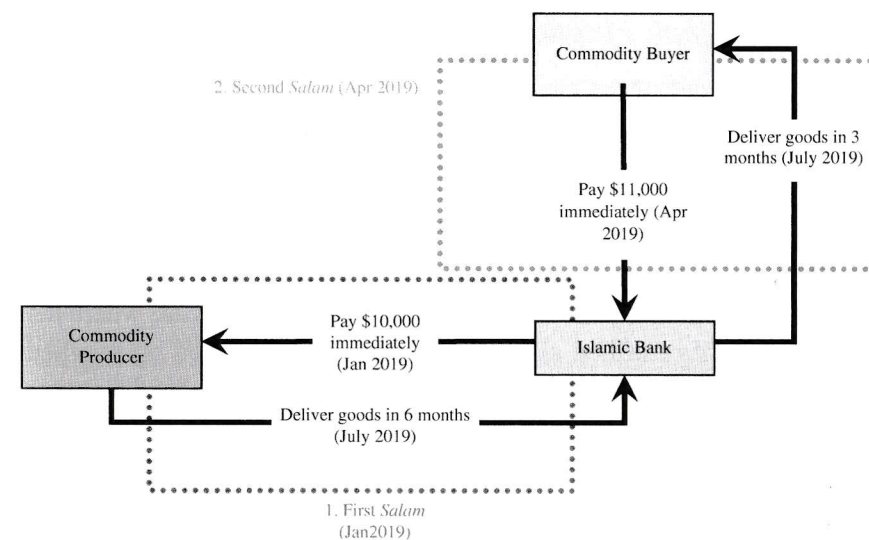 Commodity Buyer
2. Second Salam (Apr 2019)
Deliver goods in 3
months (July 2019)
Pay $11,000
immediately (Apr
2019)
Commodity
Producer
Pay $10,000
immediately
(Jan 2019)
Islamic Bank
Deliver goods in 6 months
(July 2019)
1. First Salam
(Jan2019)